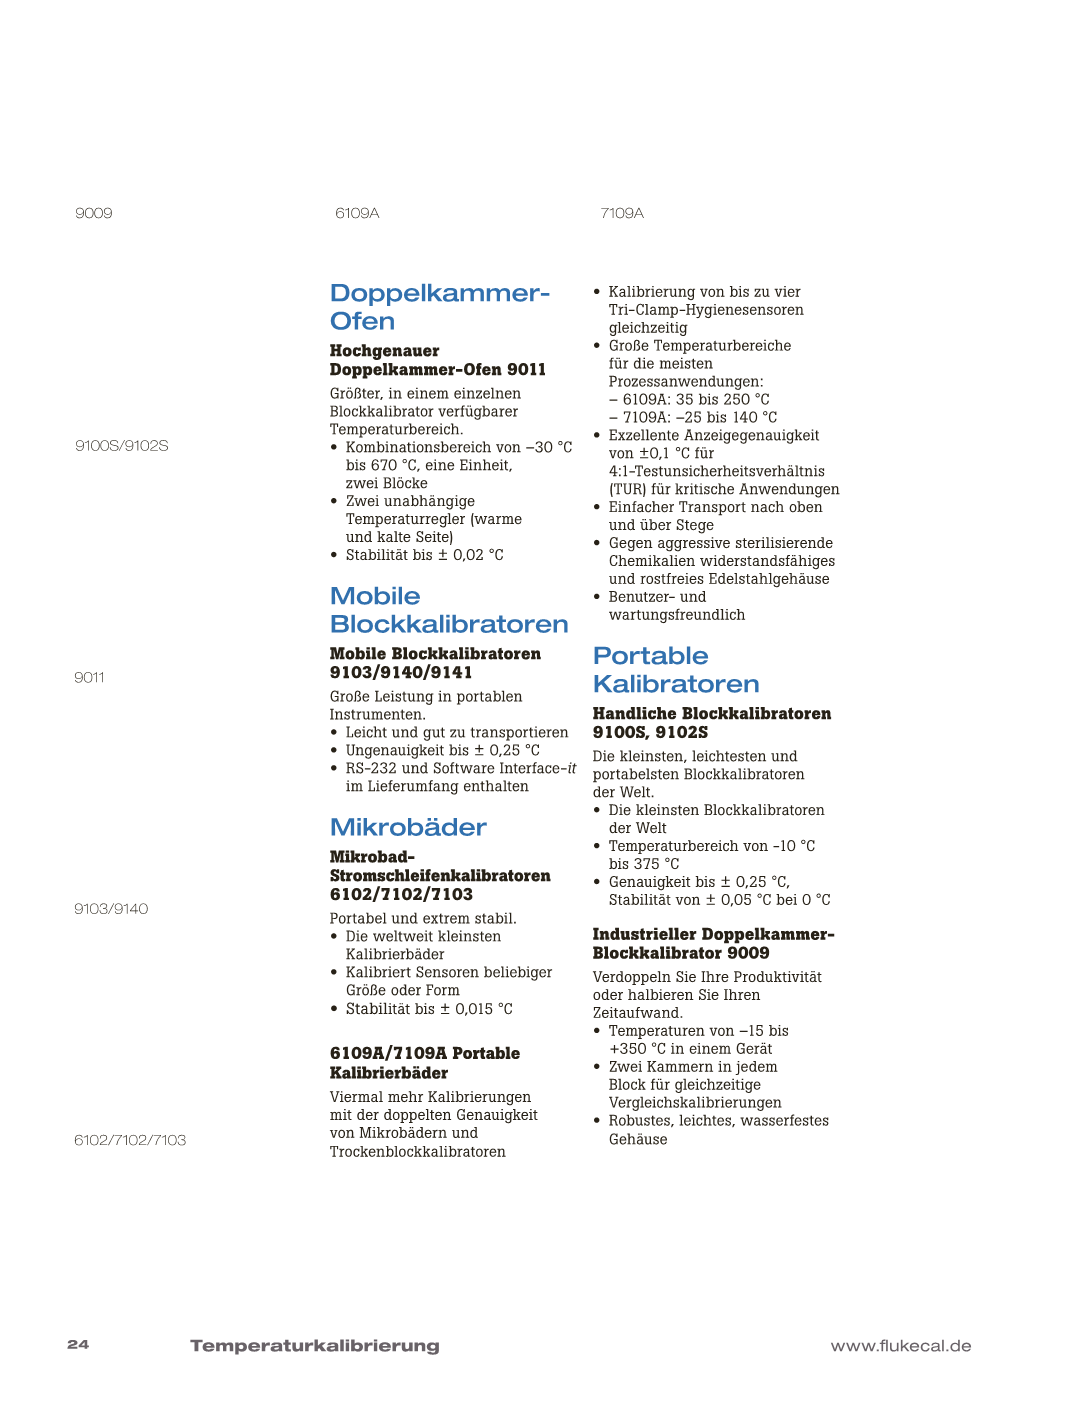 9009
6109A
7109A
9100S/9102S
9011
9103/9140
6102/7102/7103
Doppelkammer-
Ofen
Hochgenauer
Doppelkammer-Ofen 9011
Größter, in einem einzelnen
Blockkalibrator verfügbarer
Temperaturbereich.
• Kombinationsbereich von –30 °C
bis 670 °C, eine Einheit,
zwei Blöcke
• Zwei unabhängige
Temperaturregler (warme
und kalte Seite)
• Stabilität bis ± 0,02 °C
Mobile
Blockkalibratoren
Mobile Blockkalibratoren
9103/9140/9141
Große Leistung in portablen
Instrumenten.
• Leicht und gut zu transportieren
• Ungenauigkeit bis ± 0,25 °C
• RS-232 und Software Interface-it
im Lieferumfang enthalten
Mikrobäder
Mikrobad-
Stromschleifenkalibratoren
6102/7102/7103
Portabel und extrem stabil.
• Die weltweit kleinsten
Kalibrierbäder
• Kalibriert Sensoren beliebiger
Größe oder Form
• Stabilität bis ± 0,015 °C
6109A/7109A Portable
Kalibrierbäder
Viermal mehr Kalibrierungen
mit der doppelten Genauigkeit
von Mikrobädern und
Trockenblockkalibratoren
• Kalibrierung von bis zu vier
Tri-Clamp-Hygienesensoren
gleichzeitig
• Große Temperaturbereiche
für die meisten
Prozessanwendungen:
– 6109A: 35 bis 250 °C
– 7109A: –25 bis 140 °C
• Exzellente Anzeigegenauigkeit
von ±0,1 °C für
4:1-Testunsicherheitsverhältnis
(TUR) für kritische Anwendungen
• Einfacher Transport nach oben
und über Stege
• Gegen aggressive sterilisierende
Chemikalien widerstandsfähiges
und rostfreies Edelstahlgehäuse
• Benutzer- und
wartungsfreundlich
Portable
Kalibratoren
Handliche Blockkalibratoren
9100S, 9102S
Die kleinsten, leichtesten und
portabelsten Blockkalibratoren
der Welt.
• Die kleinsten Blockkalibratoren
der Welt
• Temperaturbereich von -10 °C
bis 375 °C
• Genauigkeit bis ± 0,25 °C,
Stabilität von ± 0,05 °C bei 0 °C
Industrieller Doppelkammer-
Blockkalibrator 9009
Verdoppeln Sie Ihre Produktivität
oder halbieren Sie Ihren
Zeitaufwand.
• Temperaturen von –15 bis
+350 °C in einem Gerät
• Zwei Kammern in jedem
Block für gleichzeitige
Vergleichskalibrierungen
• Robustes, leichtes, wasserfestes
Gehäuse
24
Temperaturkalibrierung
www.flukecal.de